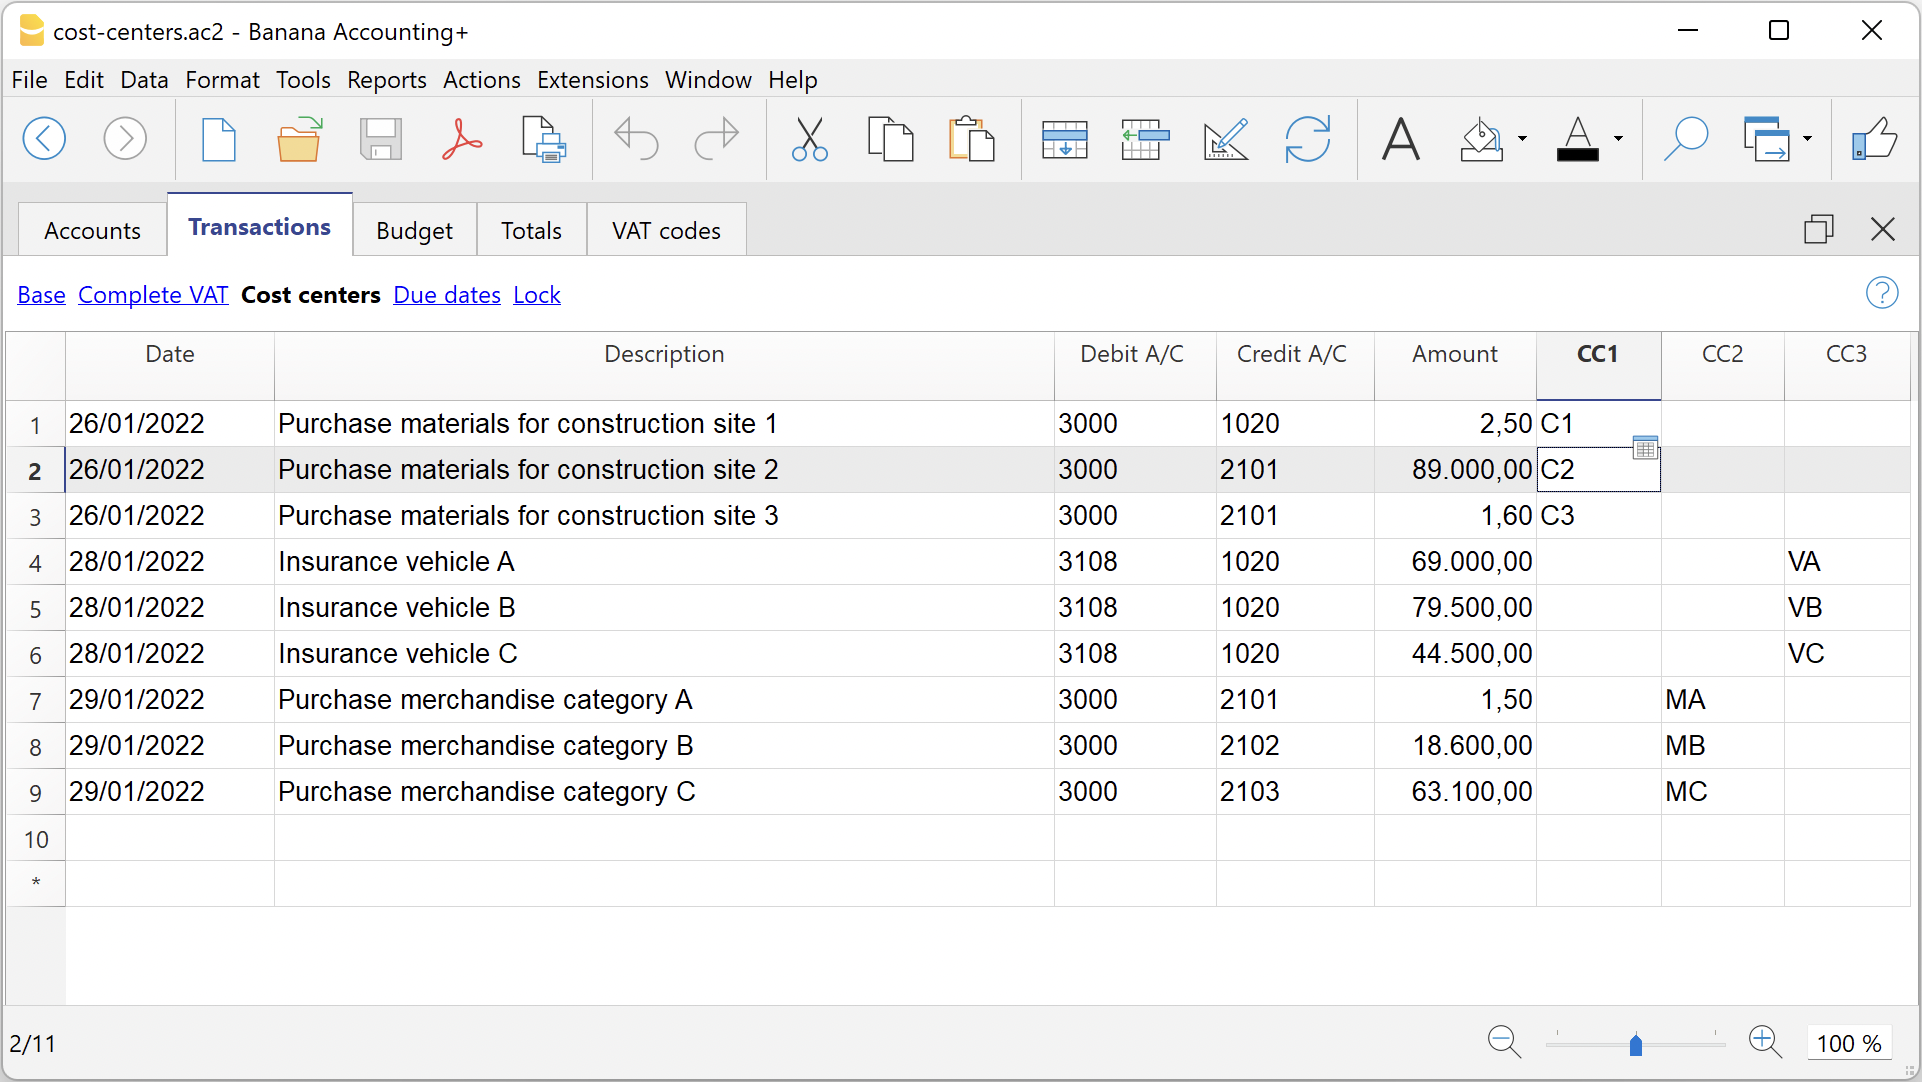 cost-centers.ac2 - Banana Accounting+
File Edit Data Format Tools Reports Actions Extensions Window Help
Accounts Transactions Budget Totals VAT codes
Base Complete VAT Cost centers Due dates Lock
Date Description Debit A/C Credit A/C Amount CC1 CC2 CC3
1 26/01/2022 Purchase materials for construction site 1 3000 1020 2,50 C1
2 26/01/2022 Purchase materials for construction site 2 3000 2101 89.000,00 C2
3 26/01/2022 Purchase materials for construction site 3 3000 2101 1,60 C3
4 28/01/2022 Insurance vehicle A 3108 1020 69.000,00 VA
5 28/01/2022 Insurance vehicle B 3108 1020 79.500,00 VB
6 28/01/2022 Insurance vehicle C 3108 1020 44.500,00 VC
7 29/01/2022 Purchase merchandise category A 3000 2101 1,50 MA
8 29/01/2022 Purchase merchandise category B 3000 2102 18.600,00 MB
9 29/01/2022 Purchase merchandise category C 3000 2103 63.100,00 MC
10
*
2/11 100 %